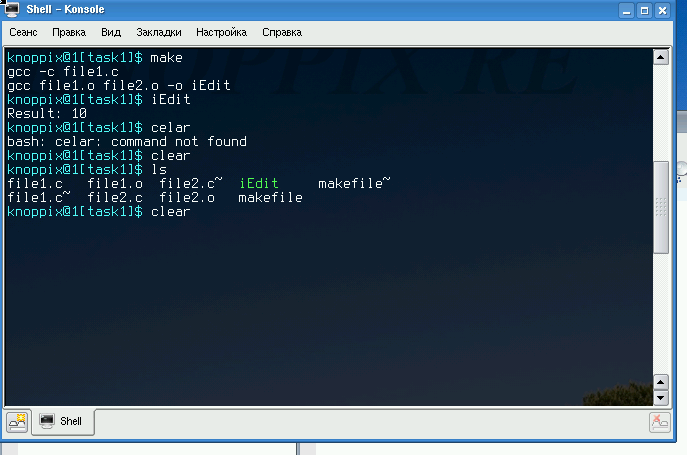 Shell - Konsole
Сеанс Правка Вид Закладки Настройка Справка
knoppix@1[task1]$ make
gcc -c file1.c
gcc file1.o file2.o -o iEdit
knoppix@1[task1]$ iEdit
Result: 10
knoppix@1[task1]$ celar
bash: celar: command not found
knoppix@1[task1]$ clear
knoppix@1[task1]$ ls
file1.c file1.o file2.c~ iEdit makefile~
file1.c~ file2.c file2.o makefile
knoppix@1[task1]$ clear
Shell